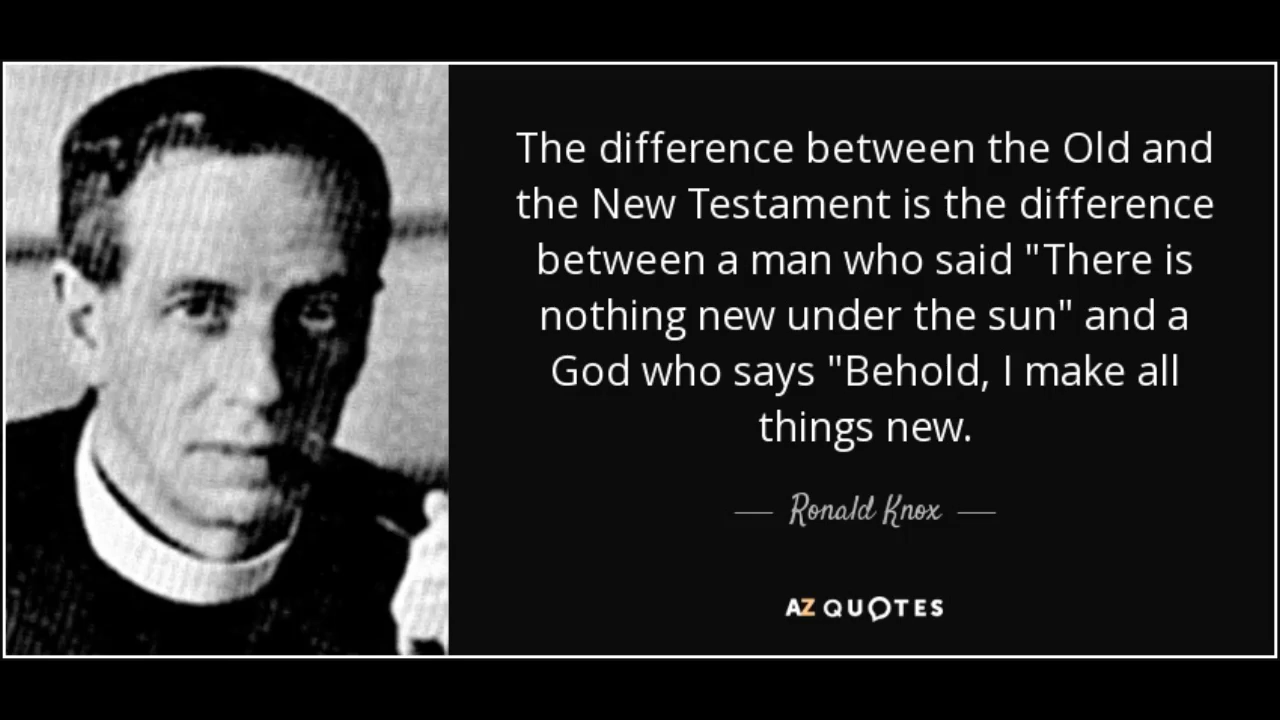 The difference between the Old and
the New Testament is the difference
between a man who said "There is
nothing new under the sun" and a
God who says "Behold, I make all
things new.
Ronald Knox
AZ QUOTES